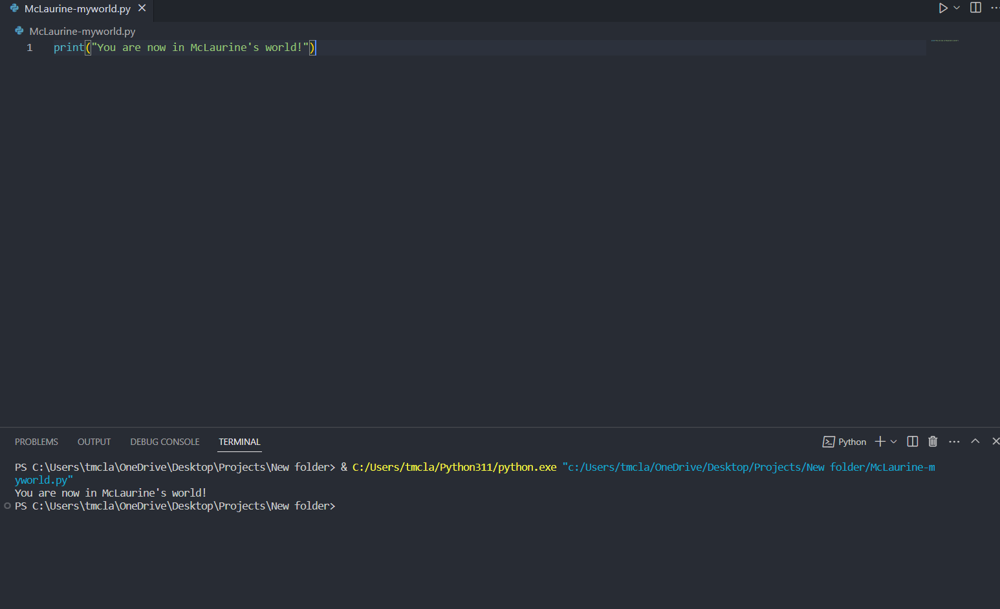 McLaurine-myworld.py
McLaurine-myworld.py
1 print("You are now in McLaurine's world!")
PROBLEMS OUTPUT DEBUG CONSOLE TERMINAL Python
PS C:\Users\tmcla\OneDrive\Desktop\Projects\New folder> & C:/Users/tmcla/Python311/python.exe "c:/Users/tmcla/OneDrive/Desktop/Projects/New folder/McLaurine-m
yworld.py"
You are now in McLaurine's world!
PS C:\Users\tmcla\OneDrive\Desktop\Projects\New folder>